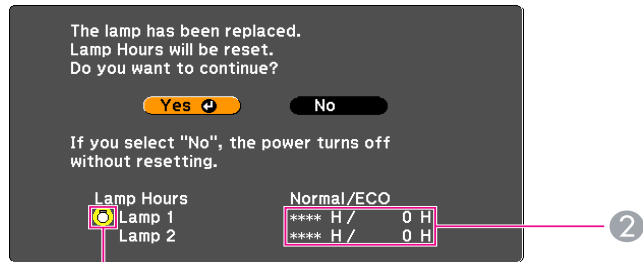 The lamp has been replaced.
Lamp Hours will be reset.
Do you want to continue?
Yes No
If you select "No", the power turns off
without resetting.
Lamp Hours Normal/ECO
Lamp 1 **** H / 0 H
Lamp 2 **** H / 0 H
2